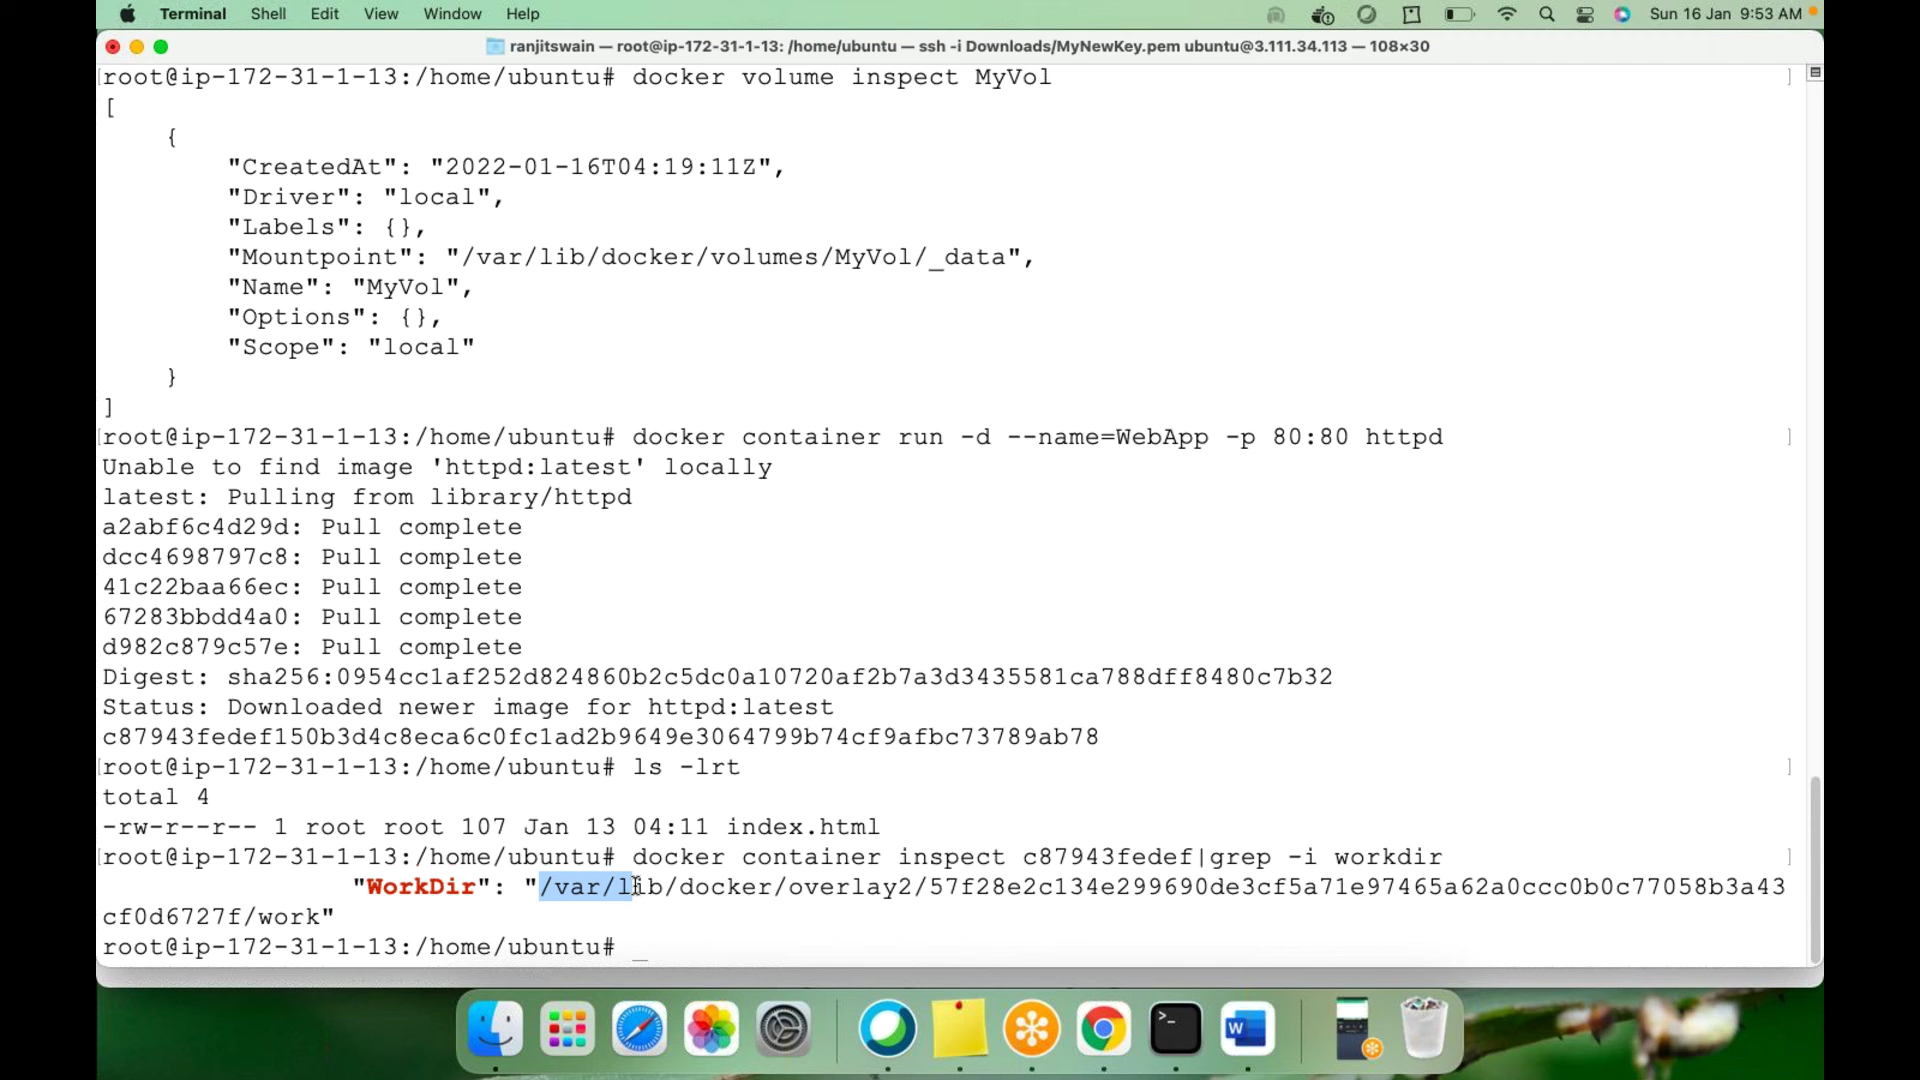 Terminal Shell Edit View Window Help Sun 16 Jan 9:53 AM
ranjitswain — root@ip-172-31-1-13: /home/ubuntu — ssh -i Downloads/MyNewKey.pem ubuntu@3.111.34.113 — 108×30
root@ip-172-31-1-13:/home/ubuntu# docker volume inspect MyVol
[
{
"CreatedAt": "2022-01-16T04:19:11Z",
"Driver": "local",
"Labels": {},
"Mountpoint": "/var/lib/docker/volumes/MyVol/_data",
"Name": "MyVol",
"Options": {},
"Scope": "local"
}
]
root@ip-172-31-1-13:/home/ubuntu# docker container run -d --name=WebApp -p 80:80 httpd
Unable to find image 'httpd:latest' locally
latest: Pulling from library/httpd
a2abf6c4d29d: Pull complete
dcc4698797c8: Pull complete
41c22baa66ec: Pull complete
67283bbdd4a0: Pull complete
d982c879c57e: Pull complete
Digest: sha256:0954cc1af252d824860b2c5dc0a10720af2b7a3d3435581ca788dff8480c7b32
Status: Downloaded newer image for httpd:latest
c87943fedef150b3d4c8eca6c0fc1ad2b9649e3064799b74cf9afbc73789ab78
root@ip-172-31-1-13:/home/ubuntu# ls -lrt
total 4
-rw-r--r-- 1 root root 107 Jan 13 04:11 index.html
root@ip-172-31-1-13:/home/ubuntu# docker container inspect c87943fedef|grep -i workdir
"WorkDir": "/var/lib/docker/overlay2/57f28e2c134e299690de3cf5a71e97465a62a0ccc0b0c77058b3a43
cf0d6727f/work"
root@ip-172-31-1-13:/home/ubuntu#